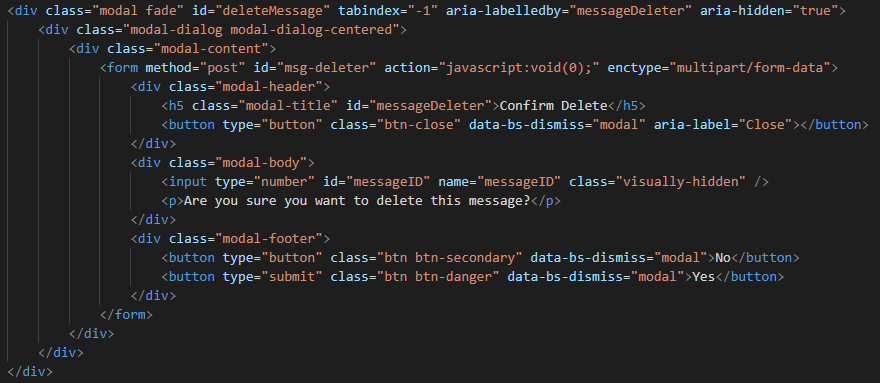 <div class="modal fade" id="deleteMessage" tabindex="-1" aria-labelledby="messageDeleter" aria-hidden="true">
    <div class="modal-dialog modal-dialog-centered">
        <div class="modal-content">
            <form method="post" id="msg-deleter" action="javascript:void(0);" enctype="multipart/form-data">
                <div class="modal-header">
                    <h5 class="modal-title" id="messageDeleter">Confirm Delete</h5>
                    <button type="button" class="btn-close" data-bs-dismiss="modal" aria-label="Close"></button>
                </div>
                <div class="modal-body">
                    <input type="number" id="messageID" name="messageID" class="visually-hidden" />
                    <p>Are you sure you want to delete this message?</p>
                </div>
                <div class="modal-footer">
                    <button type="button" class="btn btn-secondary" data-bs-dismiss="modal">No</button>
                    <button type="submit" class="btn btn-danger" data-bs-dismiss="modal">Yes</button>
                </div>
            </form>
        </div>
    </div>
</div>